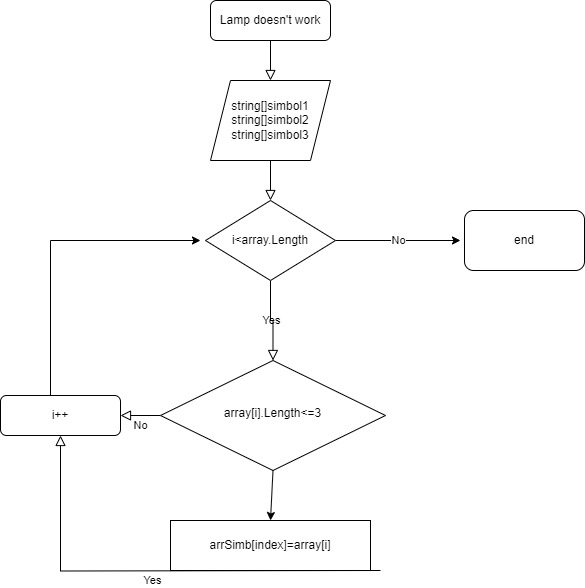 Lamp doesn't work
string[]simbol1
string[]simbol2
string[]simbol3
i<array.Length
No
end
Yes
array[i].Length<=3
i++
No
arrSimb[index]=array[i]
Yes